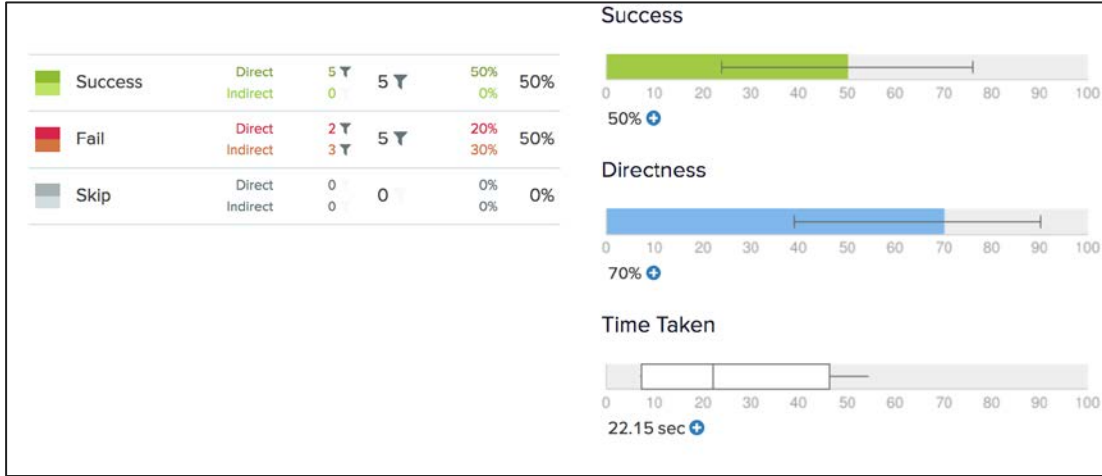 Success Direct 5 5 50% 50%
Indirect 0 0%
Fail Direct 2 5 20% 50%
Indirect 3 30%
Skip Direct 0 0 0% 0%
Indirect 0 0%
Success
0 10 20 30 40 50 60 70 80 90 100
50%
Directness
0 10 20 30 40 50 60 70 80 90 100
70%
Time Taken
0 10 20 30 40 50 60 70 80 90 100
22.15 sec